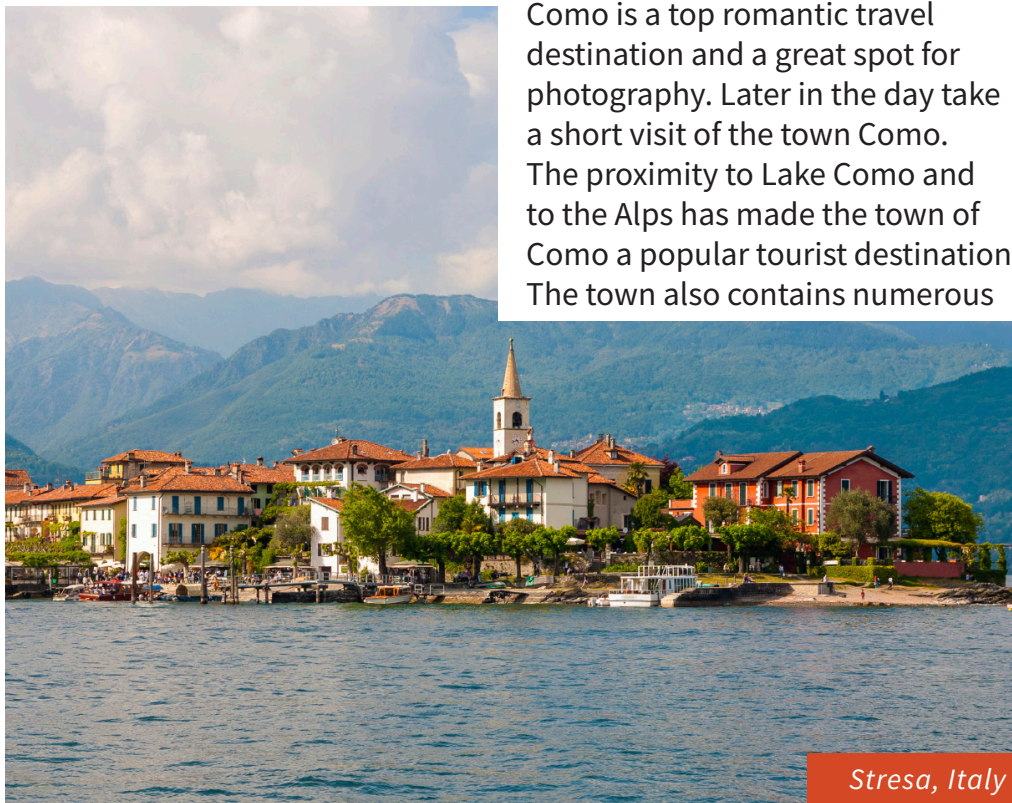 Como is a top romantic travel
destination and a great spot for
photography. Later in the day take
a short visit of the town Como.
The proximity to Lake Como and
to the Alps has made the town of
Como a popular tourist destination
The town also contains numerous
Stresa, Italy